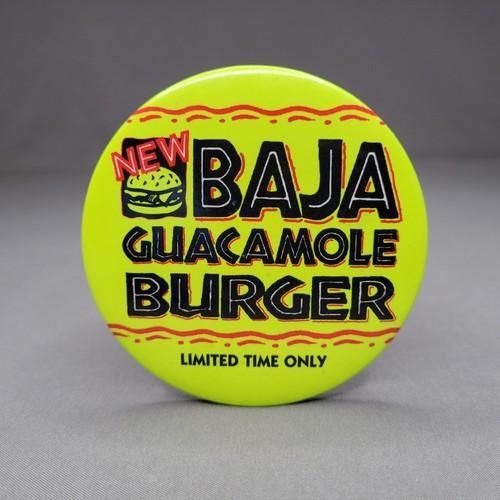 NEW
BAJA
GUACAMOLE
BURGER
LIMITED TIME ONLY